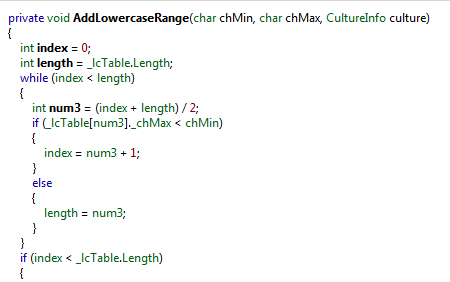 private void AddLowercaseRange(char chMin, char chMax, CultureInfo culture)
{
int index = 0;
int length = _lcTable.Length;
while (index < length)
{
int num3 = (index + length) / 2;
if (_lcTable[num3]._chMax < chMin)
{
index = num3 + 1;
}
else
{
length = num3;
}
}
if (index < _lcTable.Length)
{